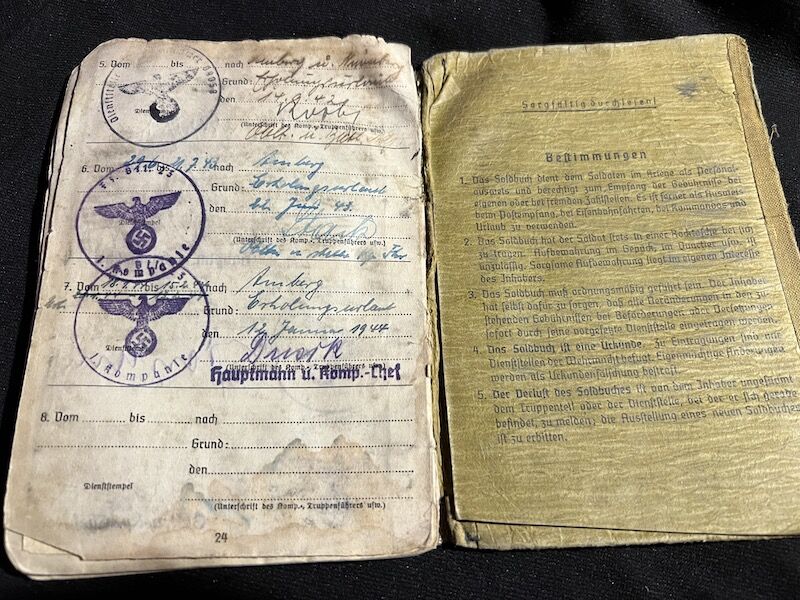 5. Vom ........ bis ........ nach Amberg u. Nürnberg
Grund: Erholungsurlaub
den
Dienststempel
(Unterschrift des Komp.-, Truppenführers usw.)
6. Vom bis nach Amberg
Grund: Erholungsurlaub
den Juni 43
(Unterschrift des Komp.-, Truppenführers usw.)
1. Kompanie
7. Vom bis nach Amberg
Grund: Erholungsurlaub
den 12. Januar 1944
Dienststempel
(Unterschrift des Komp.-, Truppenführers usw.)
Hauptmann u. Komp.-Chef
1. Kompanie
8. Vom ........ bis ........ nach
Grund:
den
Dienststempel
(Unterschrift des Komp.-, Truppenführers usw.)
24
Sorgfältig durchlesen!
Bestimmungen
1. Das Soldbuch dient dem Soldaten im Kriege als Personal-
ausweis und berechtigt zum Empfang der Gebührnisse bei
eigenen oder bei fremden Zahlstellen. Es ist ferner als Ausweis
beim Postempfang, bei Eisenbahnfahrten, bei Kommandos und
Urlaub zu verwenden.
2. Das Soldbuch hat der Soldat stets in einer Rocktasche bei sich
zu tragen. Aufbewahrung im Gepäck, im Quartier usw. ist
unzulässig. Sorgsame Aufbewahrung liegt im eigenen Interesse
des Inhabers.
3. Das Soldbuch muß ordnungsmäßig geführt sein. Der Inhaber
hat selbst dafür zu sorgen, daß alle Veränderungen in den zu-
stehenden Gebührnissen bei Beförderungen oder Versetzungen
sofort durch seine vorgesetzte Dienststelle eingetragen werden.
4. Das Soldbuch ist eine Urkunde. Zu Eintragungen sind nur
Dienststellen der Wehrmacht befugt. Eigenmächtige Änderungen
werden als Urkundenfälschung bestraft.
5. Der Verlust des Soldbuches ist von dem Inhaber ungesäumt
dem Truppenteil oder der Dienststelle, bei der er sich gerade
befindet, zu melden; die Ausstellung eines neuen Soldbuches
ist zu erbitten.